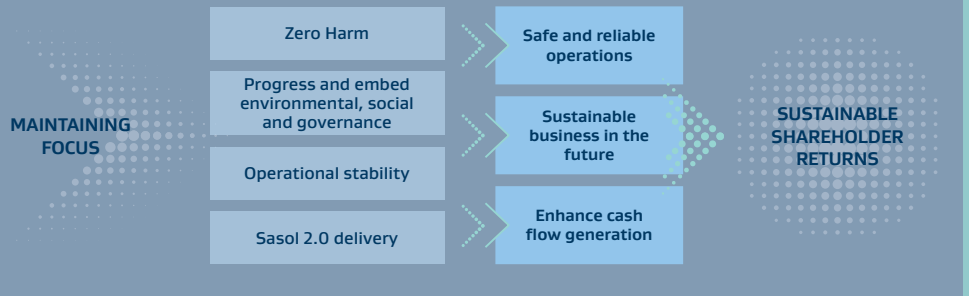 MAINTAINING
FOCUS
Zero Harm
Progress and embed
environmental, social
and governance
Operational stability
Sasol 2.0 delivery
Safe and reliable
operations
Sustainable
business in the
future
Enhance cash
flow generation
SUSTAINABLE
SHAREHOLDER
RETURNS